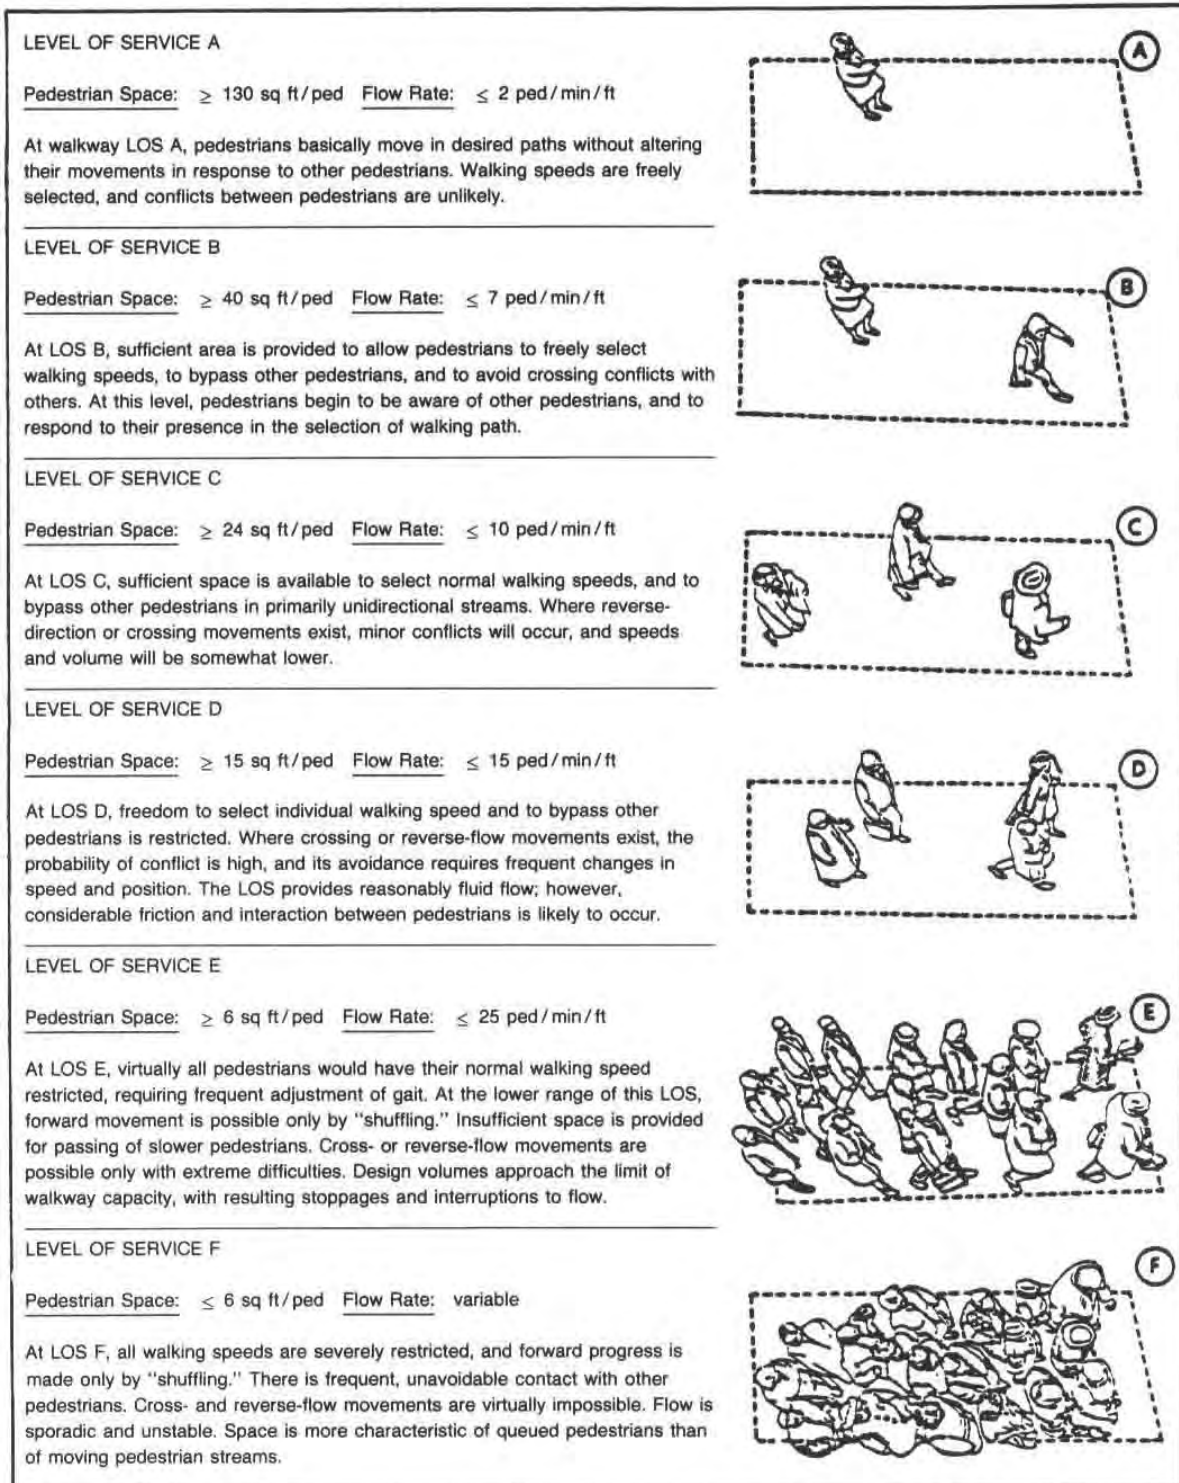 LEVEL OF SERVICE A
A
Pedestrian Space: ≥ 130 sq ft/ped Flow Rate: ≤ 2 ped/min/ft
At walkway LOS A, pedestrians basically move in desired paths without altering
their movements in response to other pedestrians. Walking speeds are freely
selected, and conflicts between pedestrians are unlikely.
LEVEL OF SERVICE B
B
Pedestrian Space: ≥ 40 sq ft/ped Flow Rate: ≤ 7 ped/min/ft
At LOS B, sufficient area is provided to allow pedestrians to freely select
walking speeds, to bypass other pedestrians, and to avoid crossing conflicts with
others. At this level, pedestrians begin to be aware of other pedestrians, and to
respond to their presence in the selection of walking path.
LEVEL OF SERVICE C
C
Pedestrian Space: ≥ 24 sq ft/ped Flow Rate: ≤ 10 ped/min/ft
At LOS C, sufficient space is available to select normal walking speeds, and to
bypass other pedestrians in primarily unidirectional streams. Where reverse-
direction or crossing movements exist, minor conflicts will occur, and speeds
and volume will be somewhat lower.
LEVEL OF SERVICE D
D
Pedestrian Space: ≥ 15 sq ft/ped Flow Rate: ≤ 15 ped/min/ft
At LOS D, freedom to select individual walking speed and to bypass other
pedestrians is restricted. Where crossing or reverse-flow movements exist, the
probability of conflict is high, and its avoidance requires frequent changes in
speed and position. The LOS provides reasonably fluid flow; however,
considerable friction and interaction between pedestrians is likely to occur.
LEVEL OF SERVICE E
E
Pedestrian Space: ≥ 6 sq ft/ped Flow Rate: ≤ 25 ped/min/ft
At LOS E, virtually all pedestrians would have their normal walking speed
restricted, requiring frequent adjustment of gait. At the lower range of this LOS,
forward movement is possible only by "shuffling." Insufficient space is provided
for passing of slower pedestrians. Cross- or reverse-flow movements are
possible only with extreme difficulties. Design volumes approach the limit of
walkway capacity, with resulting stoppages and interruptions to flow.
LEVEL OF SERVICE F
F
Pedestrian Space: ≤ 6 sq ft/ped Flow Rate: variable
At LOS F, all walking speeds are severely restricted, and forward progress is
made only by "shuffling." There is frequent, unavoidable contact with other
pedestrians. Cross- and reverse-flow movements are virtually impossible. Flow is
sporadic and unstable. Space is more characteristic of queued pedestrians than
of moving pedestrian streams.